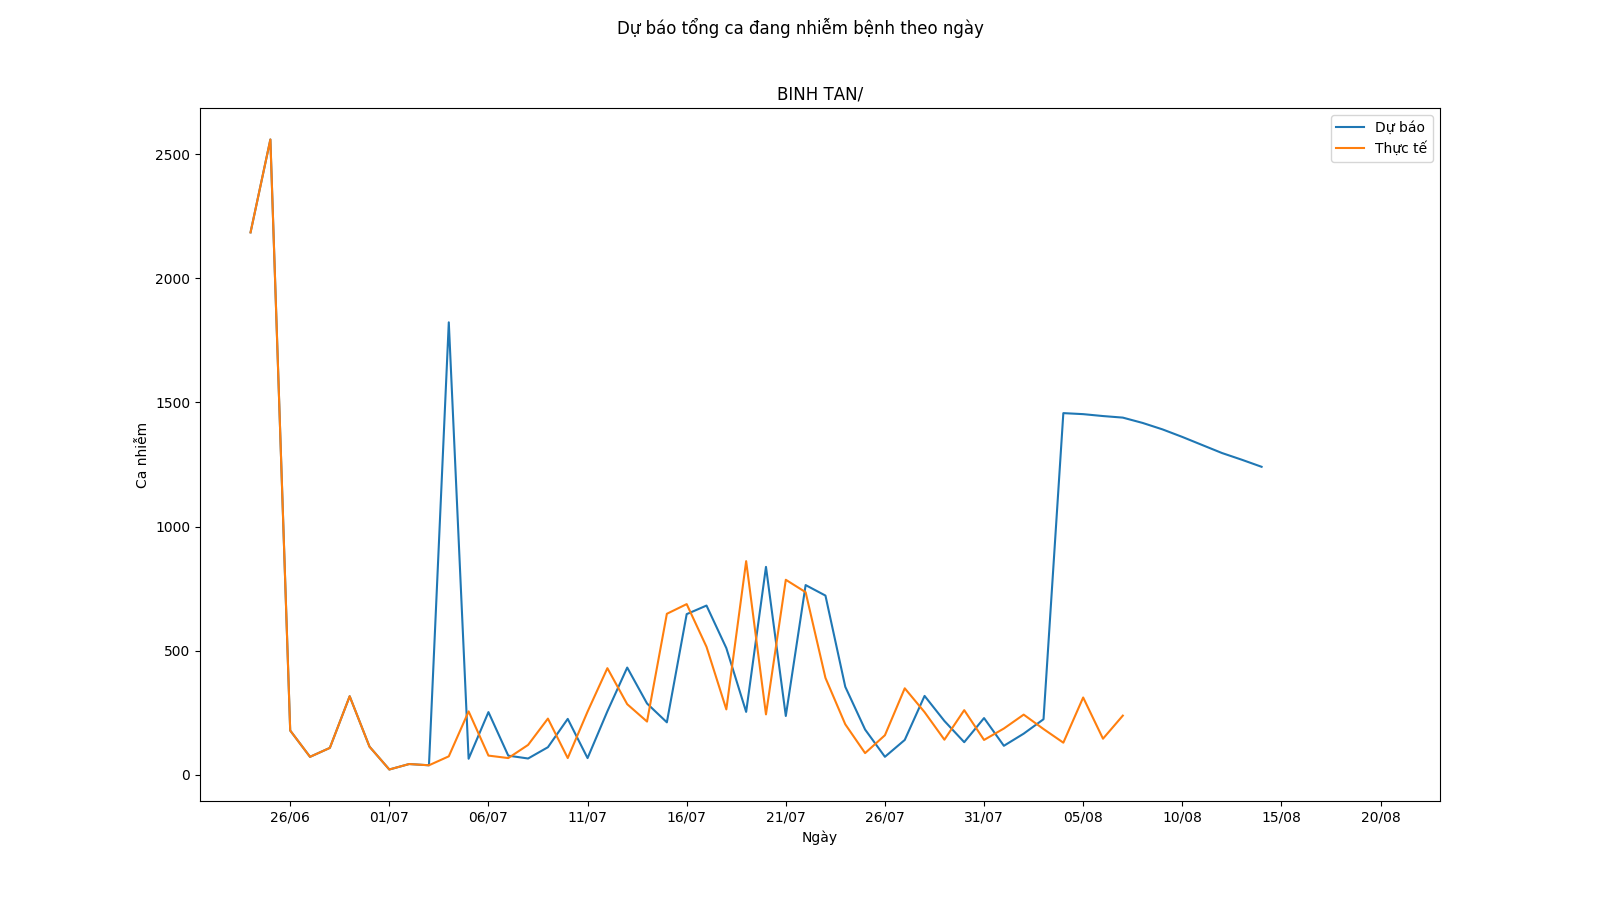 Dự báo tổng ca đang nhiễm bệnh theo ngày
BINH TAN/
Dự báo
Thực tế
2500
2000
1500
1000
500
0
Ca nhiễm
26/06 01/07 06/07 11/07 16/07 21/07 26/07 31/07 05/08 10/08 15/08 20/08
Ngày